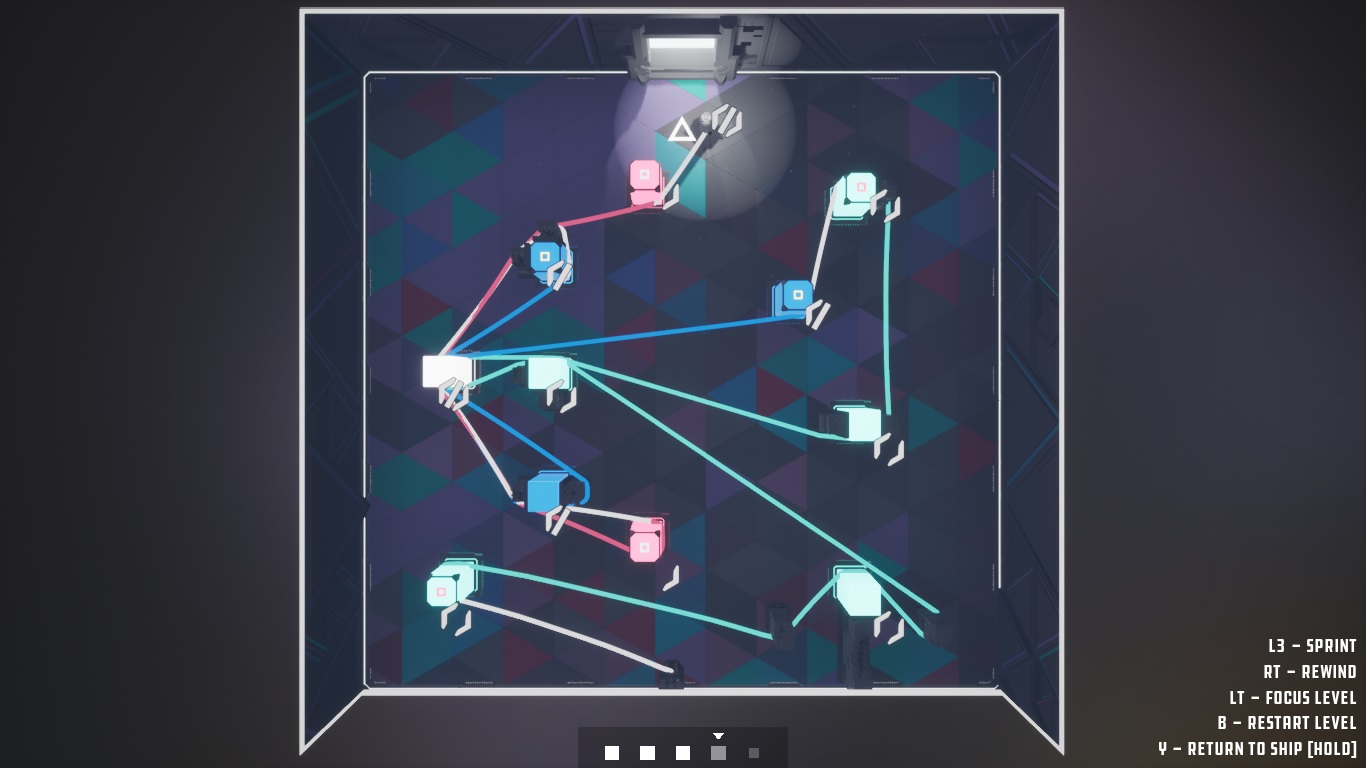 L3 – SPRINT
RT – REWIND
LT – FOCUS LEVEL
B – RESTART LEVEL
Y – RETURN TO SHIP [HOLD]